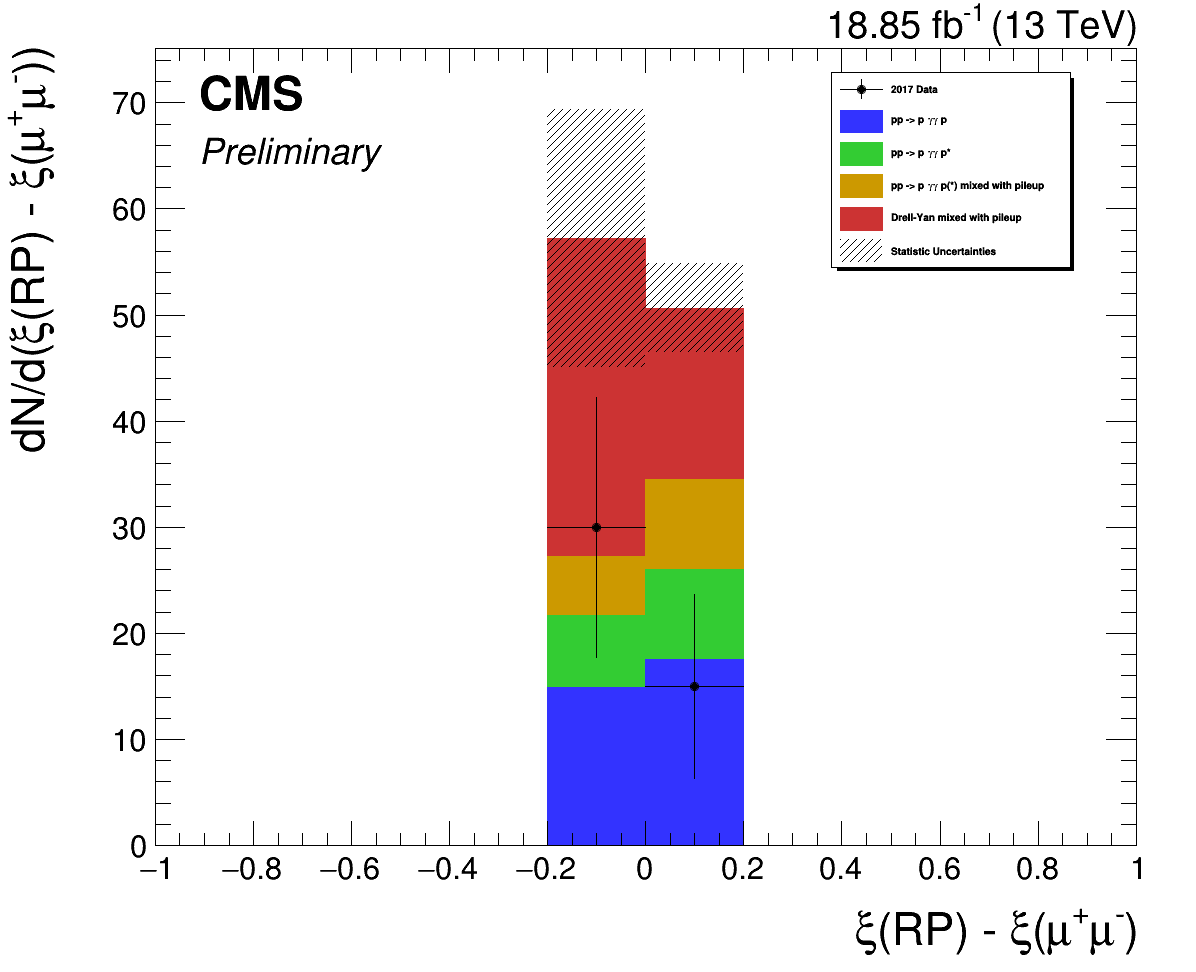 18.85 fb⁻¹ (13 TeV)
CMS
Preliminary
2017 Data
pp -> p γγ p
pp -> p γγ p*
pp -> p γγ p(*) mixed with pileup
Drell-Yan mixed with pileup
Statistic Uncertainties
dN/d(ξ(RP) - ξ(μ⁺μ⁻))
70
60
50
40
30
20
10
0
−1 −0.8 −0.6 −0.4 −0.2 0 0.2 0.4 0.6 0.8 1
ξ(RP) - ξ(μ⁺μ⁻)